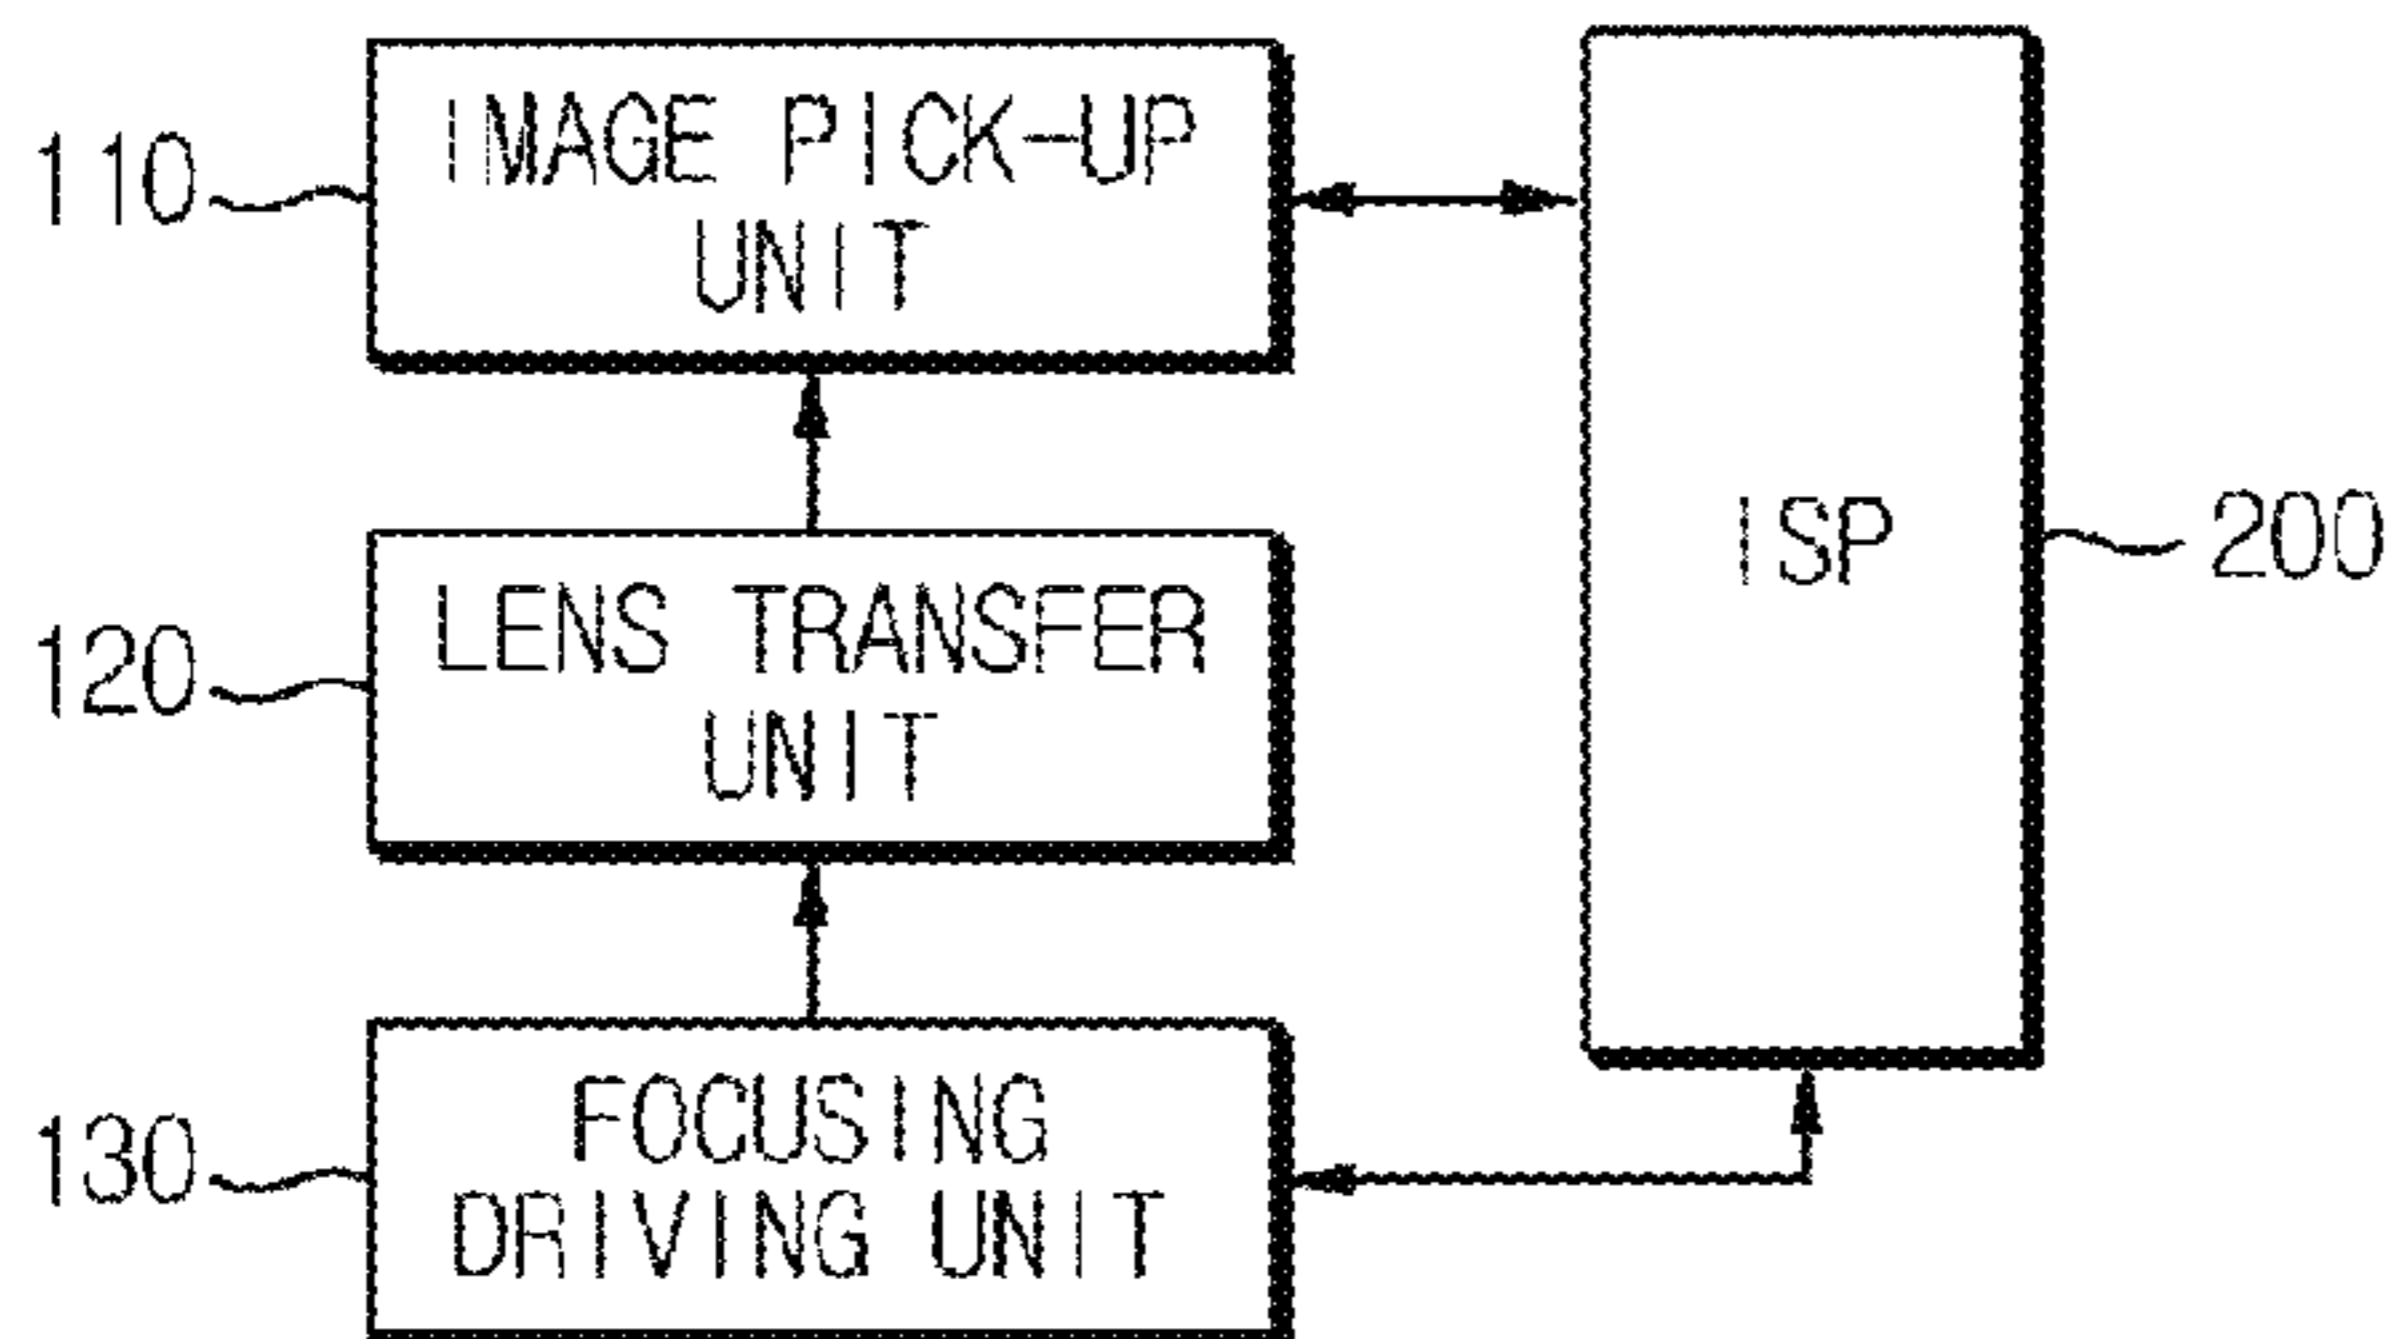 110
IMAGE PICK-UP
UNIT
120
LENS TRANSFER
UNIT
130
FOCUSING
DRIVING UNIT
ISP
200